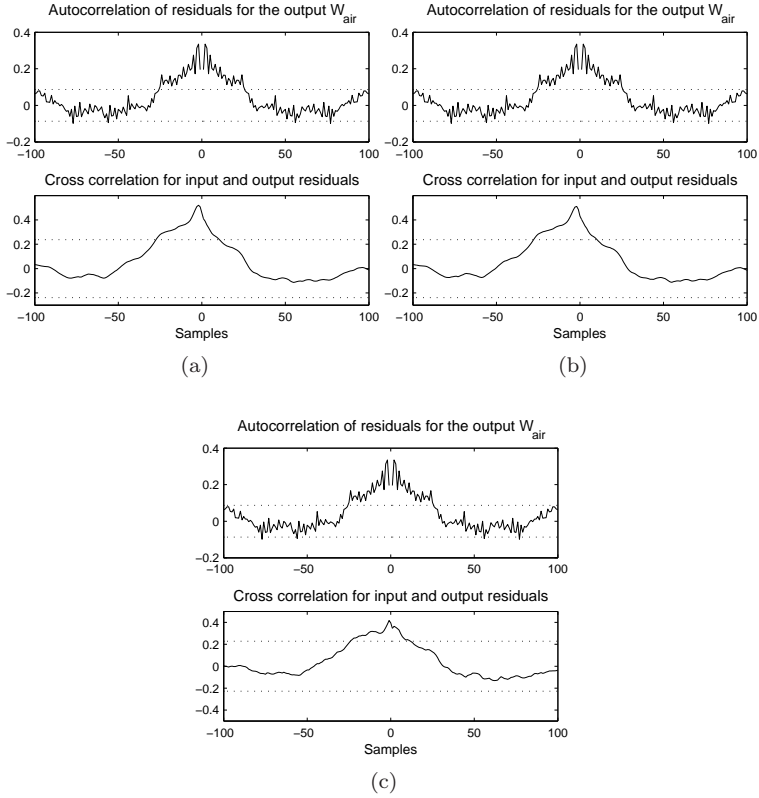 Autocorrelation of residuals for the output W_air
0.4
0.2
0
−0.2
−100 −50 0 50 100
Cross correlation for input and output residuals
0.4
0.2
0
−0.2
−100 −50 0 50 100
Samples
(a)
Autocorrelation of residuals for the output W_air
0.4
0.2
0
−0.2
−100 −50 0 50 100
Cross correlation for input and output residuals
0.4
0.2
0
−0.2
−100 −50 0 50 100
Samples
(b)
Autocorrelation of residuals for the output W_air
0.4
0.2
0
−0.2
−100 −50 0 50 100
Cross correlation for input and output residuals
0.4
0.2
0
−0.2
−0.4
−100 −50 0 50 100
Samples
(c)